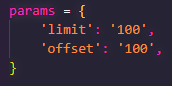 params = {
    'limit': '100',
    'offset': '100',
}